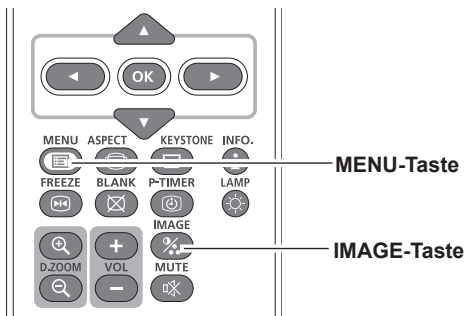 OK
MENU ASPECT KEYSTONE INFO.
MENU-Taste
FREEZE BLANK P-TIMER LAMP
IMAGE
IMAGE-Taste
D.ZOOM VOL MUTE